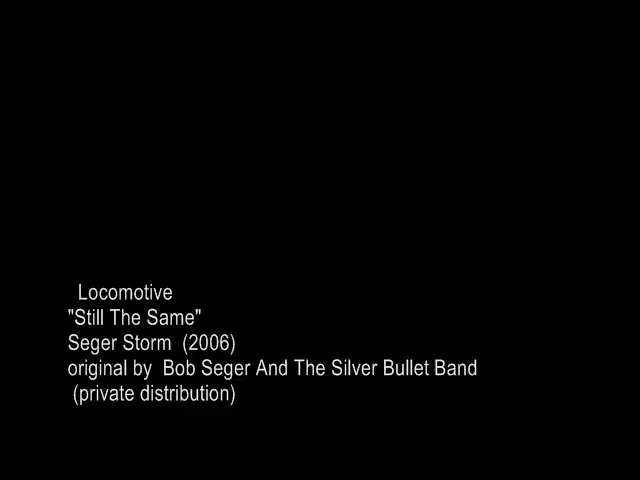 Locomotive
"Still The Same"
Seger Storm (2006)
original by Bob Seger And The Silver Bullet Band
(private distribution)